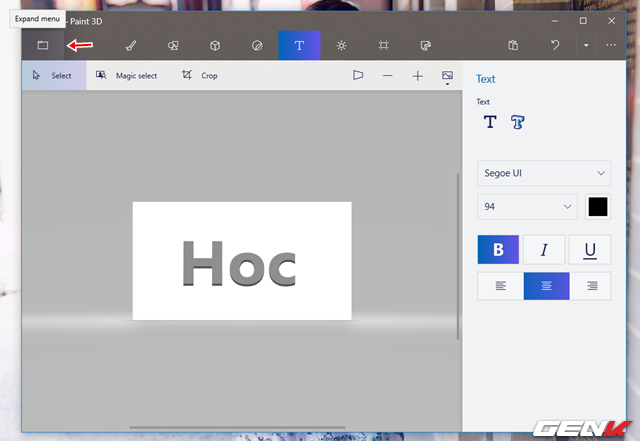 Expand menu
- Paint 3D
T
Select
Magic select
Crop
Text
Text
T T
Segoe UI
94
B I U
Hoc
GENK